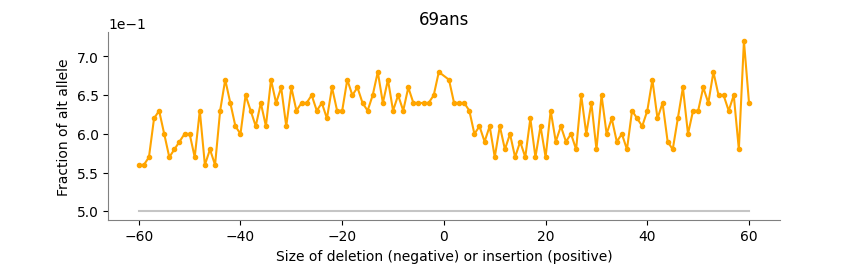 69ans
1e−1
7.0
6.5
6.0
5.5
5.0
Fraction of alt allele
−60 −40 −20 0 20 40 60
Size of deletion (negative) or insertion (positive)